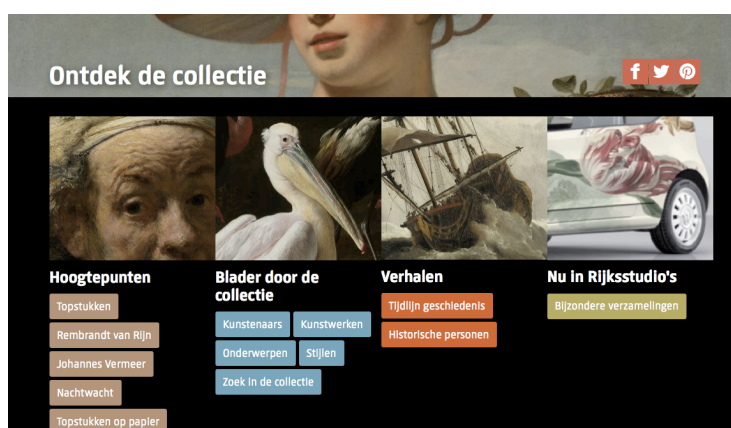 Ontdek de collectie
Hoogtepunten
Topstukken
Rembrandt van Rijn
Johannes Vermeer
Nachtwacht
Topstukken op papier
Blader door de
collectie
Kunstenaars Kunstwerken
Onderwerpen Stijlen
Zoek in de collectie
Verhalen
Tijdlijn geschiedenis
Historische personen
Nu in Rijksstudio's
Bijzondere verzamelingen